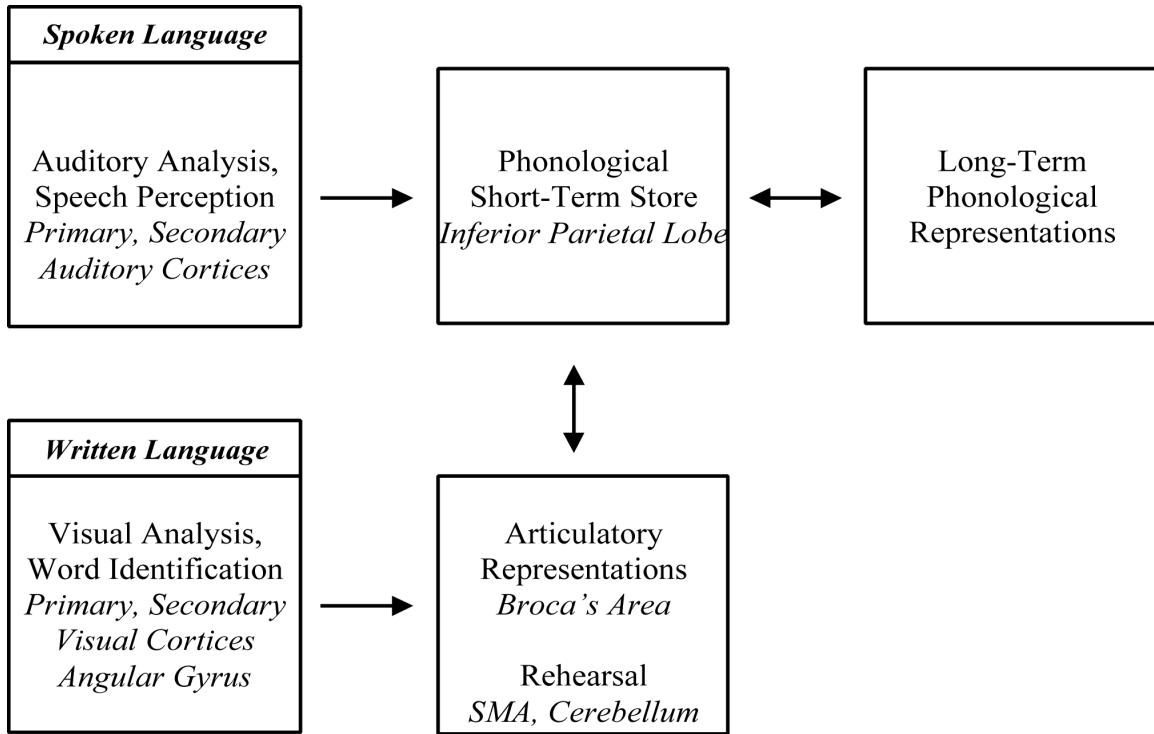 Spoken Language
Auditory Analysis,
Speech Perception
Primary, Secondary
Auditory Cortices
Phonological
Short-Term Store
Inferior Parietal Lobe
Long-Term
Phonological
Representations
Written Language
Visual Analysis,
Word Identification
Primary, Secondary
Visual Cortices
Angular Gyrus
Articulatory
Representations
Broca’s Area
Rehearsal
SMA, Cerebellum